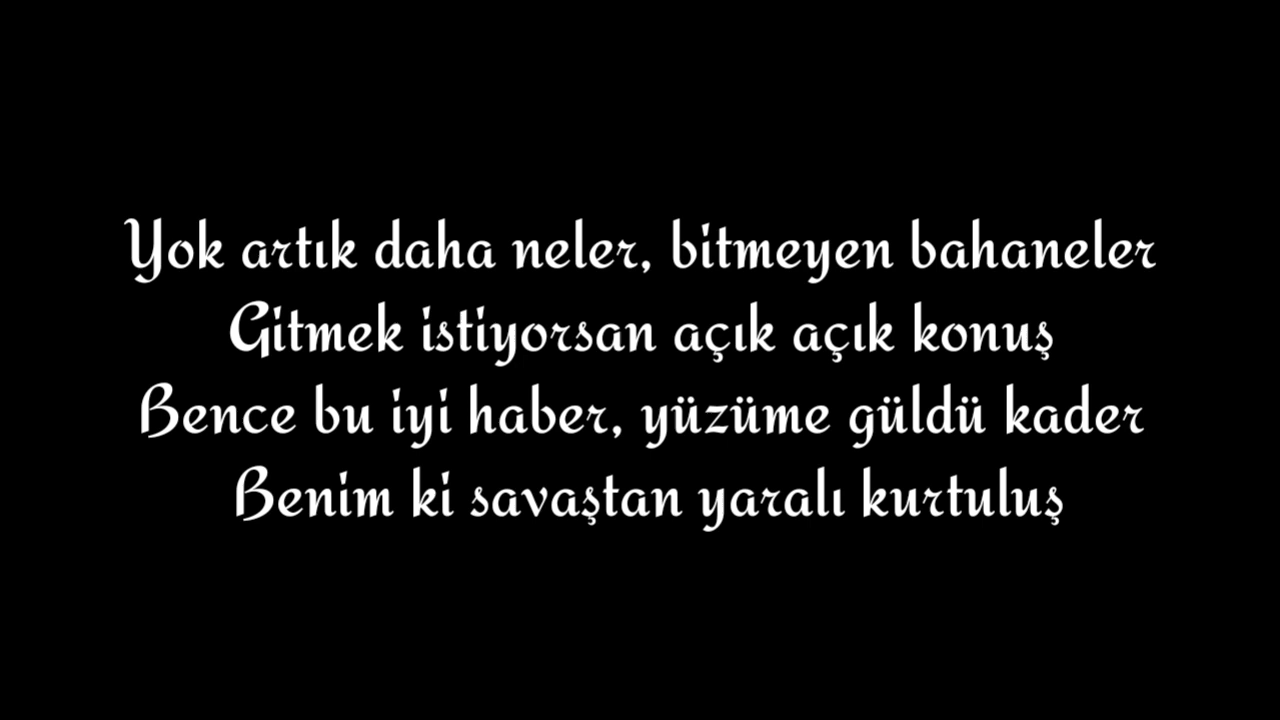 Yok artık daha neler, bitmeyen bahaneler
Gitmek istiyorsan açık açık konuş
Bence bu iyi haber, yüzüme güldü kader
Benim ki savaştan yaralı kurtuluş